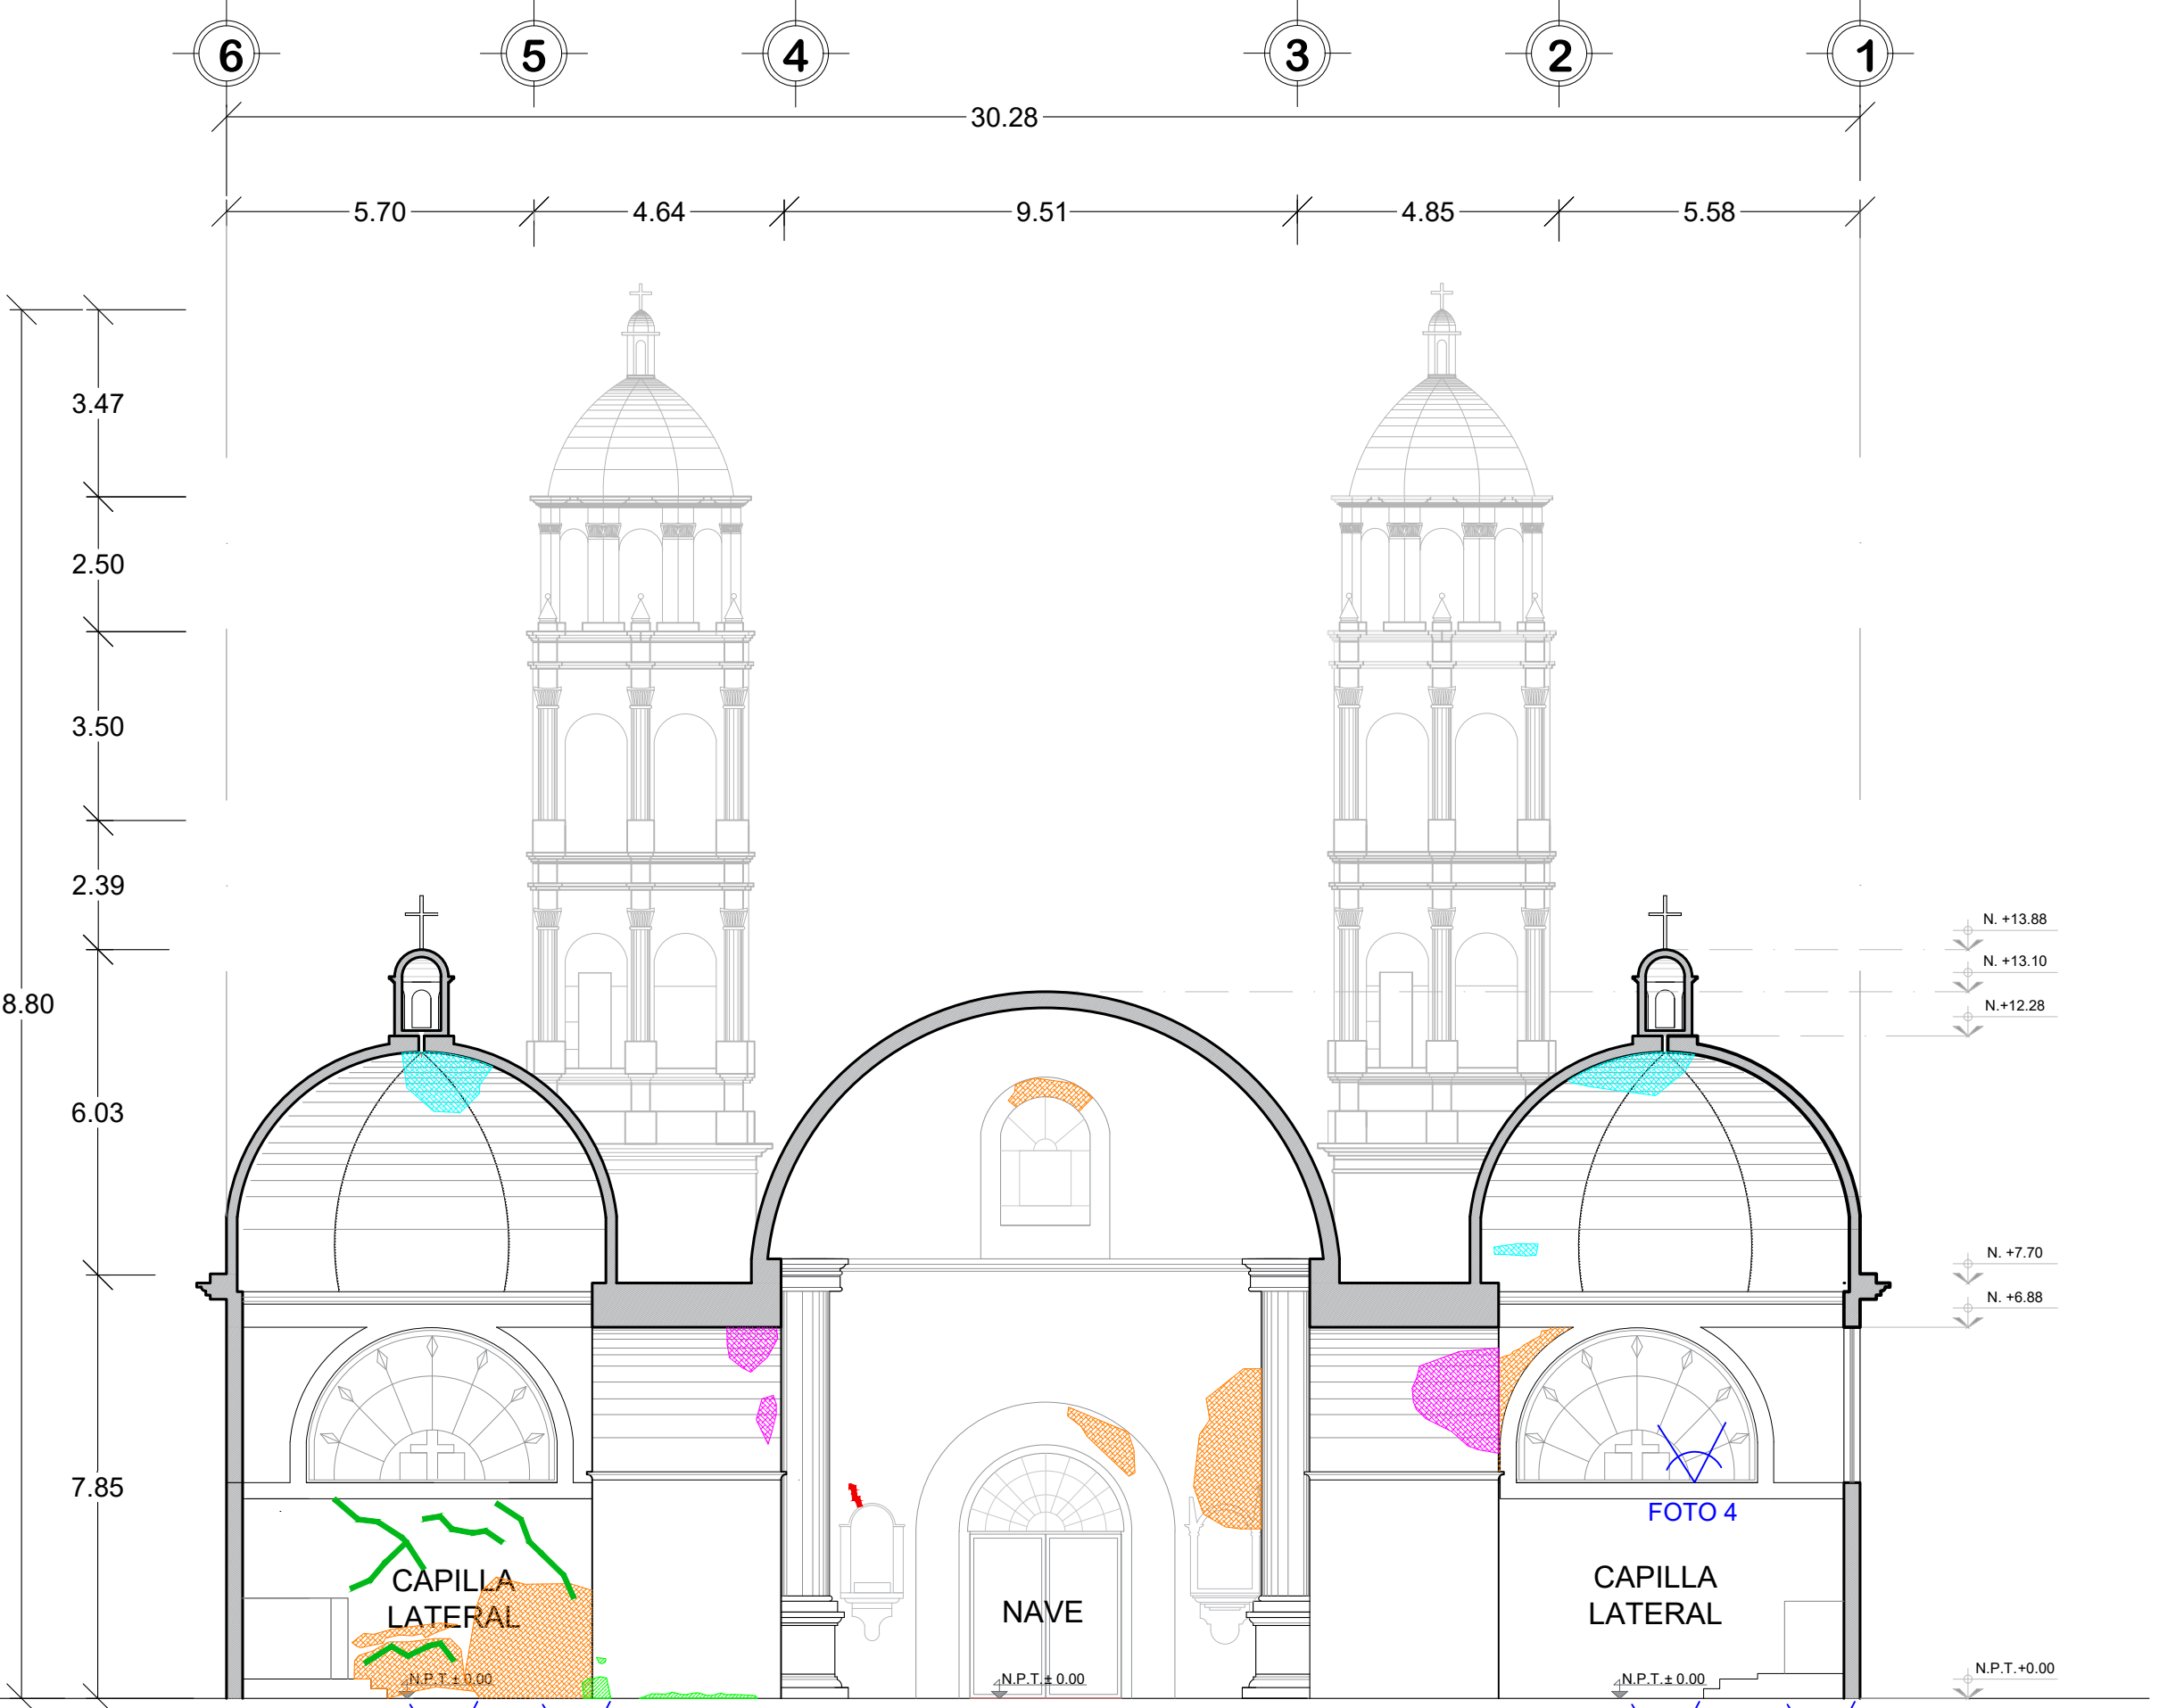 6 5 4 3 2 1
30.28
5.70 4.64 9.51 4.85 5.58
3.47
2.50
3.50
2.39
N. +13.88
N. +13.10
8.80
N.+12.28
6.03
N. +7.70
N. +6.88
7.85
FOTO 4
CAPILLA
LATERAL
NAVE
CAPILLA
LATERAL
N.P.T.± 0.00
N.P.T.± 0.00
N.P.T.± 0.00
N.P.T.+0.00